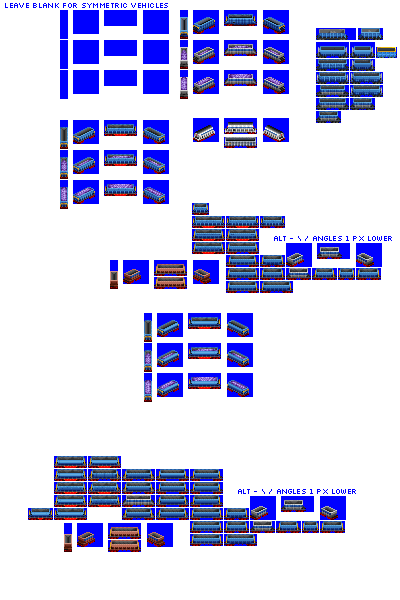 LEAVE BLANK FOR SYMMETRIC VEHICLES
ALT - \ / ANGLES 1 PX LOWER
ALT - \ / ANGLES 1 PX LOWER